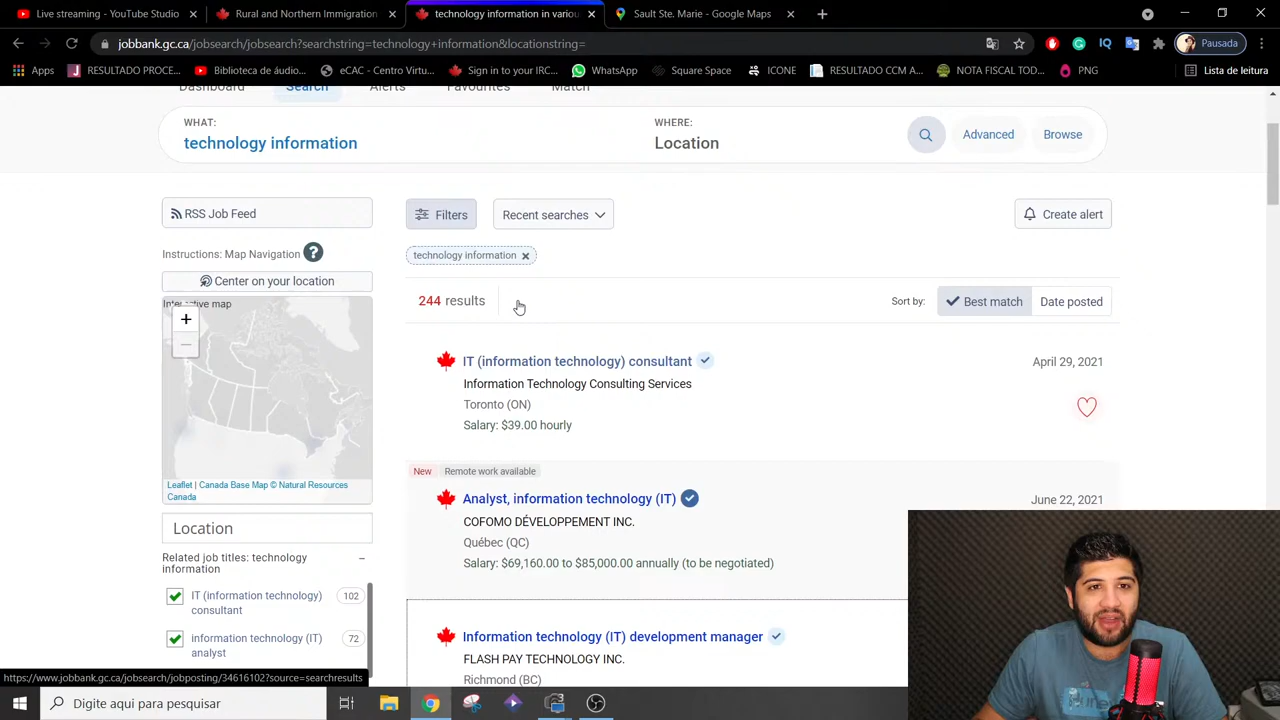 Live streaming - YouTube Studio
Rural and Northern Immigration
technology information in variou
Sault Ste. Marie - Google Maps
jobbank.gc.ca/jobsearch/jobsearch?searchstring=technology+information&locationstring=
Pausada
Apps
RESULTADO PROCE...
Biblioteca de áudio...
eCAC - Centro Virtu...
Sign in to your IRC...
WhatsApp
Square Space
ICONE
RESULTADO CCM A...
NOTA FISCAL TOD...
PNG
Lista de leitura
Dashboard
Search
Alerts
Favourites
Match
WHAT:
technology information
WHERE:
Location
Advanced
Browse
RSS Job Feed
Instructions: Map Navigation ?
Center on your location
Interactive map
+
−
Leaflet | Canada Base Map © Natural Resources
Canada
Location
Related job titles: technology
information
−
IT (information technology)
consultant
102
information technology (IT)
analyst
72
Filters
Recent searches
Create alert
technology information ×
244 results
Sort by:
Best match
Date posted
IT (information technology) consultant
April 29, 2021
Information Technology Consulting Services
Toronto (ON)
Salary: $39.00 hourly
New
Remote work available
Analyst, information technology (IT)
June 22, 2021
COFOMO DÉVELOPPEMENT INC.
Québec (QC)
Salary: $69,160.00 to $85,000.00 annually (to be negotiated)
Information technology (IT) development manager
FLASH PAY TECHNOLOGY INC.
Richmond (BC)
https://www.jobbank.gc.ca/jobsearch/jobposting/34616102?source=searchresults
Digite aqui para pesquisar